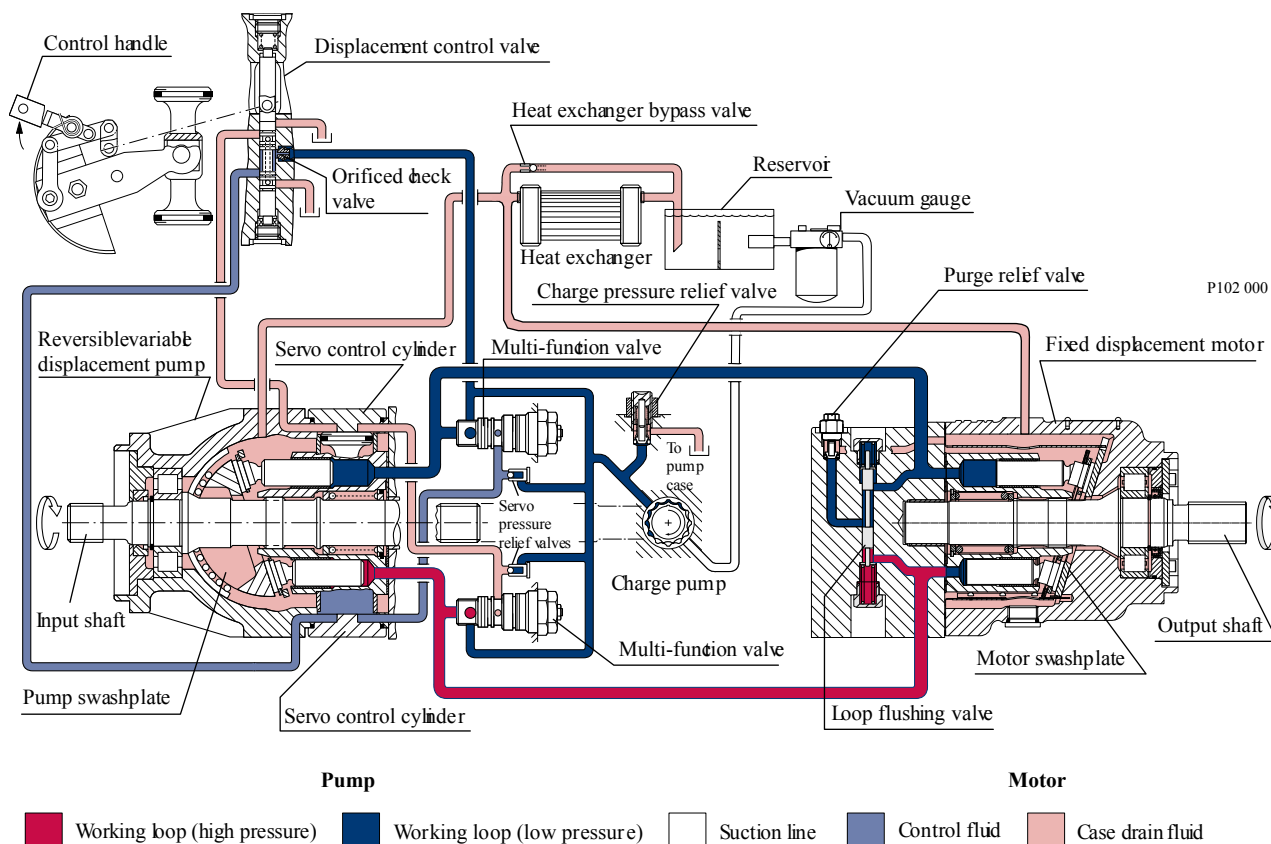 Control handle
Displacement control valve
Heat exchanger bypass valve
Reservoir
Orificed check
valve
Vacuum gauge
Heat exchanger
Purge relief valve
Charge pressure relief valve
P102 000
Reversible variable
displacement pump
Servo control cylinder
Multi-function valve
Fixed displacement motor
To
pump
case
Servo
pressure
relief valves
Charge pump
Input shaft
Output shaft
Multi-function valve
Motor swashplate
Pump swashplate
Servo control cylinder
Loop flushing valve
Pump
Motor
Working loop (high pressure)
Working loop (low pressure)
Suction line
Control fluid
Case drain fluid